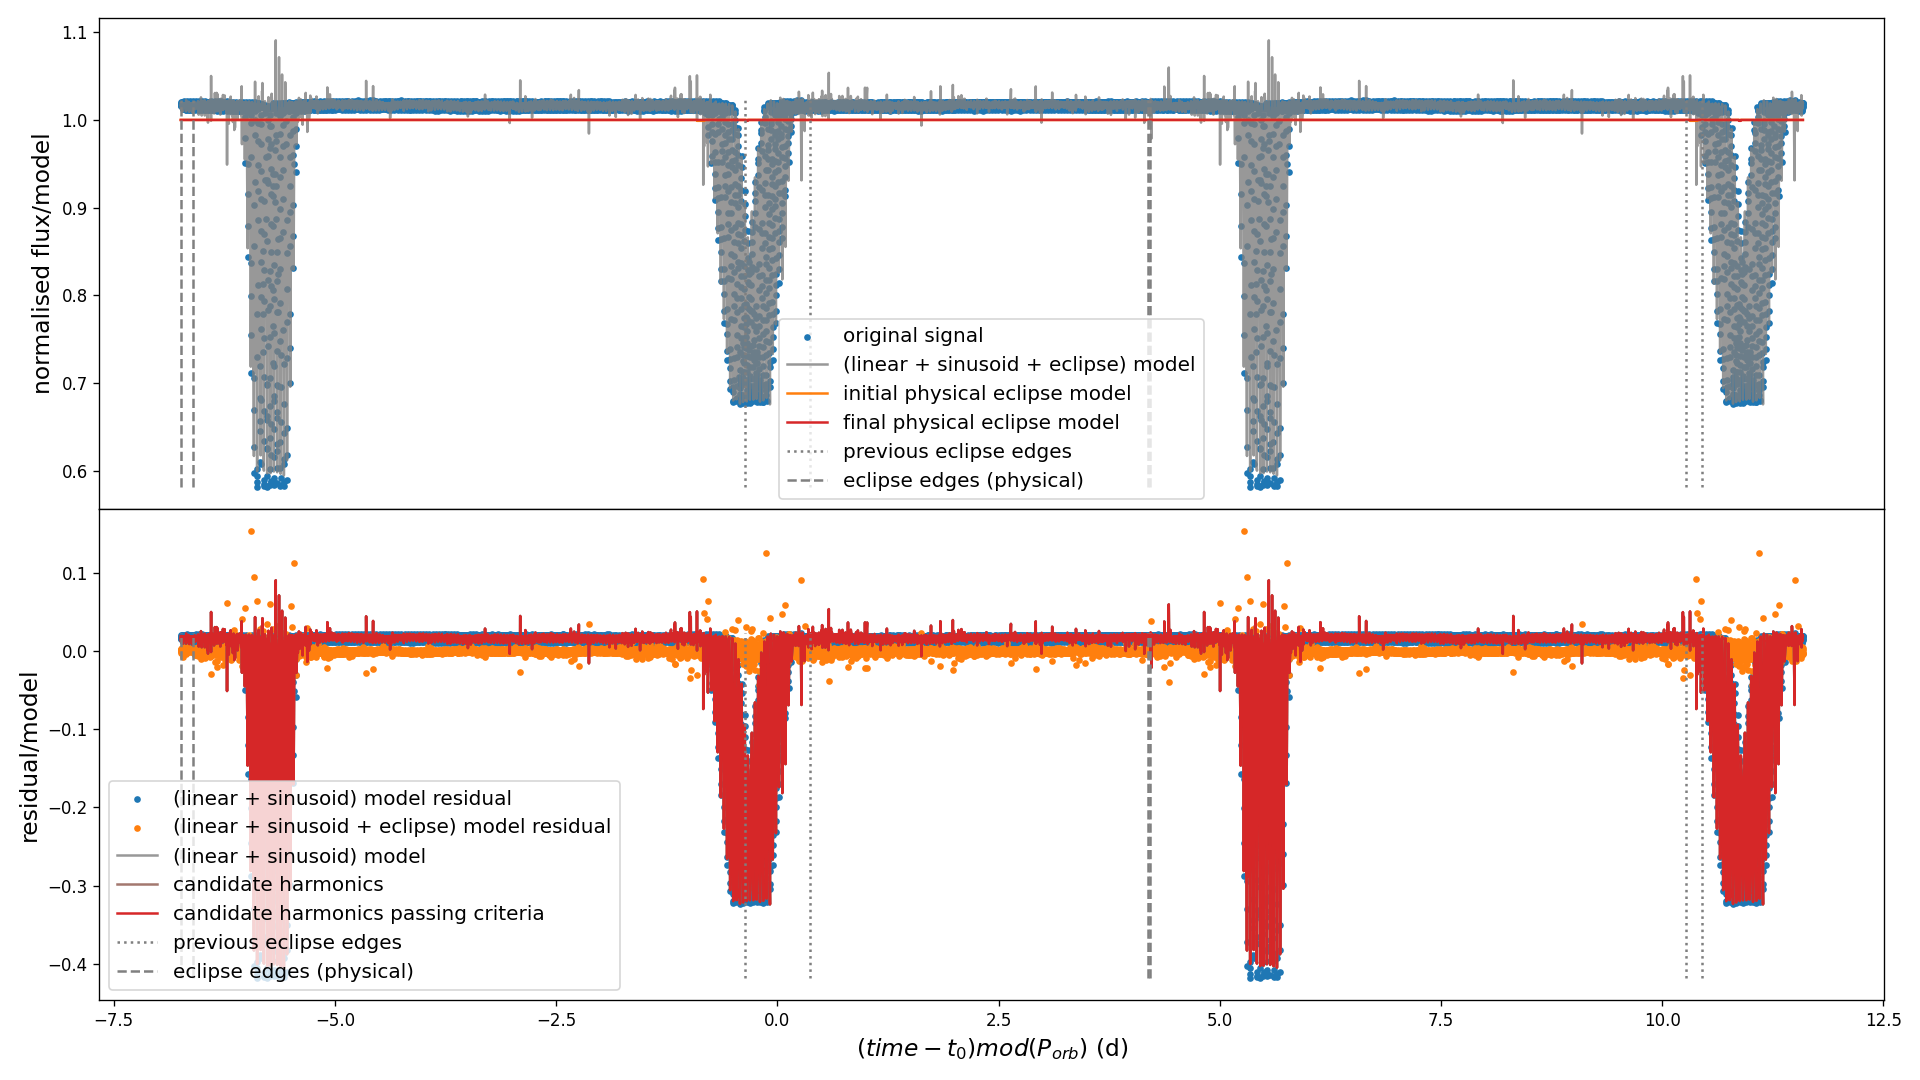 1.1
1.0
0.9
0.8
0.7
0.6
normalised flux/model
original signal
(linear + sinusoid + eclipse) model
initial physical eclipse model
final physical eclipse model
previous eclipse edges
eclipse edges (physical)
0.1
0.0
−0.1
−0.2
−0.3
−0.4
residual/model
(linear + sinusoid) model residual
(linear + sinusoid + eclipse) model residual
(linear + sinusoid) model
candidate harmonics
candidate harmonics passing criteria
previous eclipse edges
eclipse edges (physical)
−7.5 −5.0 −2.5 0.0 2.5 5.0 7.5 10.0 12.5
(time − t₀)mod(Pₒᵣb) (d)